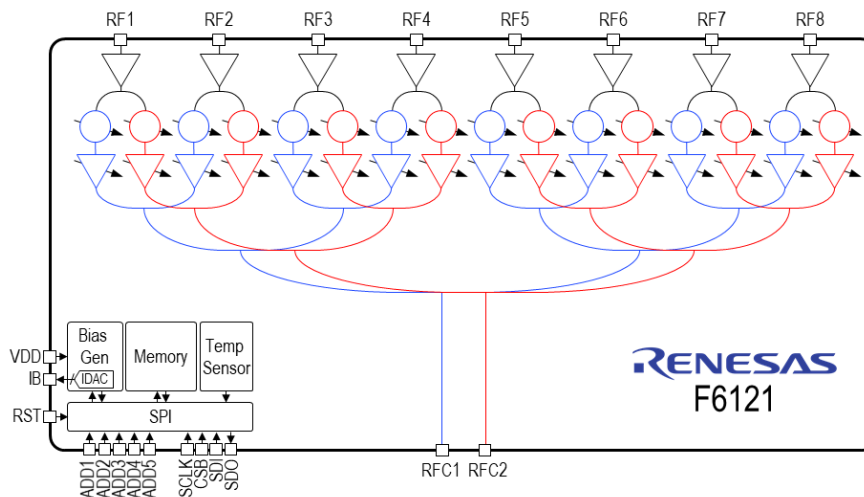 RF1 RF2 RF3 RF4 RF5 RF6 RF7 RF8
Bias
Gen
IDAC
Memory
Temp
Sensor
VDD
IB
RST
SPI
RENESAS
F6121
ADD1
ADD2
ADD3
ADD4
ADD5
SCLK
CSB
SDI
SDO
RFC1 RFC2